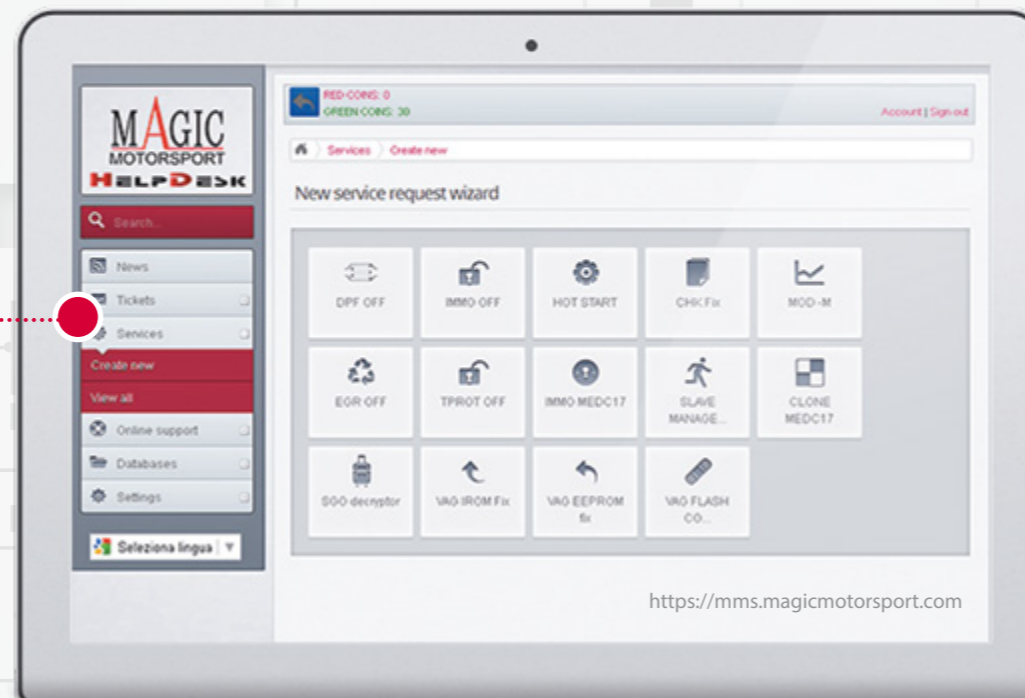 MAGIC
MOTORSPORT
HELPDESK
Search...
News
Tickets
Services
Create new
View all
Online support
Databases
Settings
Seleziona lingua
RED-COINS: 0
GREEN-COINS: 30
Account | Sign out
Services
Create new
New service request wizard
DPF OFF
IMMO OFF
HOT START
CHK Fix
MOD-M
EGR OFF
TPROT OFF
IMMO MEDC17
SLAVE
MANAGE...
CLONE
MEDC17
SGO decryptor
VAG IROM Fix
VAG EEPROM
fix
VAG FLASH
CO...
https://mms.magicmotorsport.com